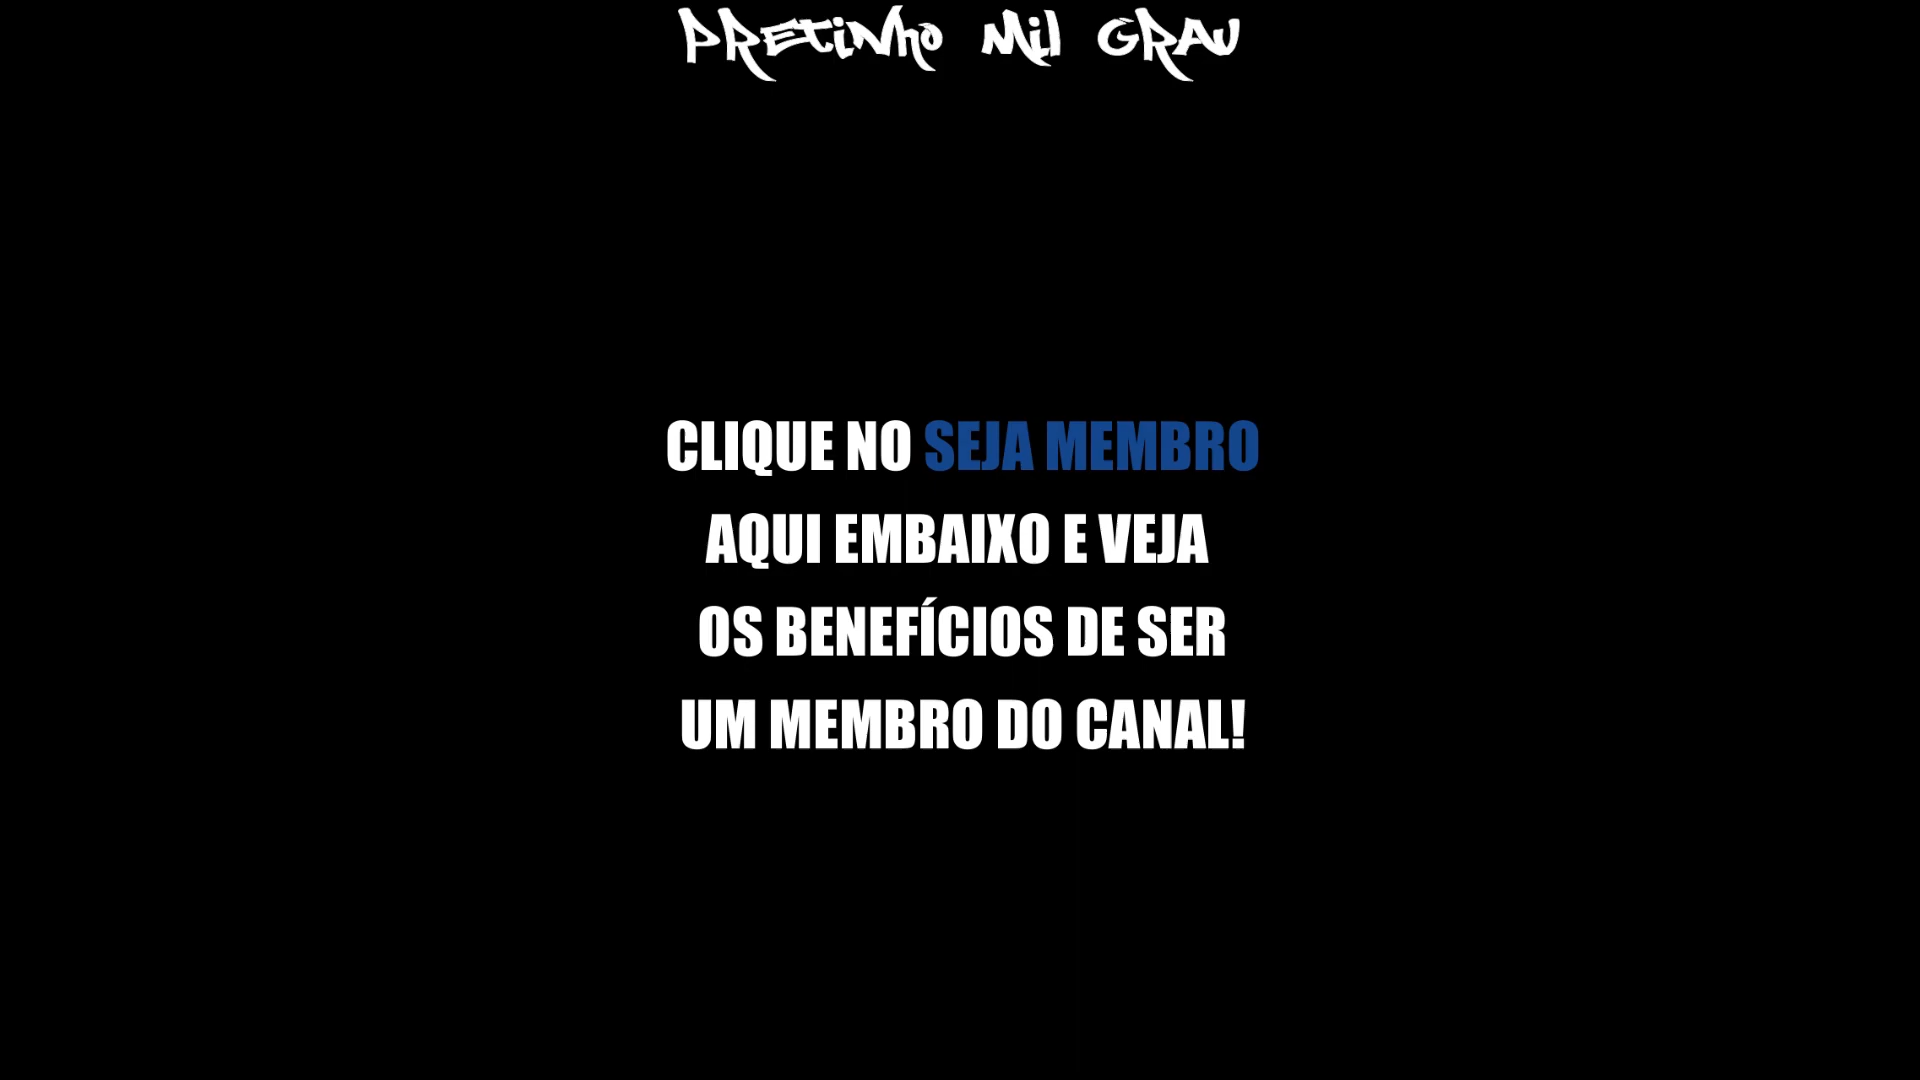 PRETINHO MIL GRAU
CLIQUE NO SEJA MEMBRO
AQUI EMBAIXO E VEJA
OS BENEFÍCIOS DE SER
UM MEMBRO DO CANAL!